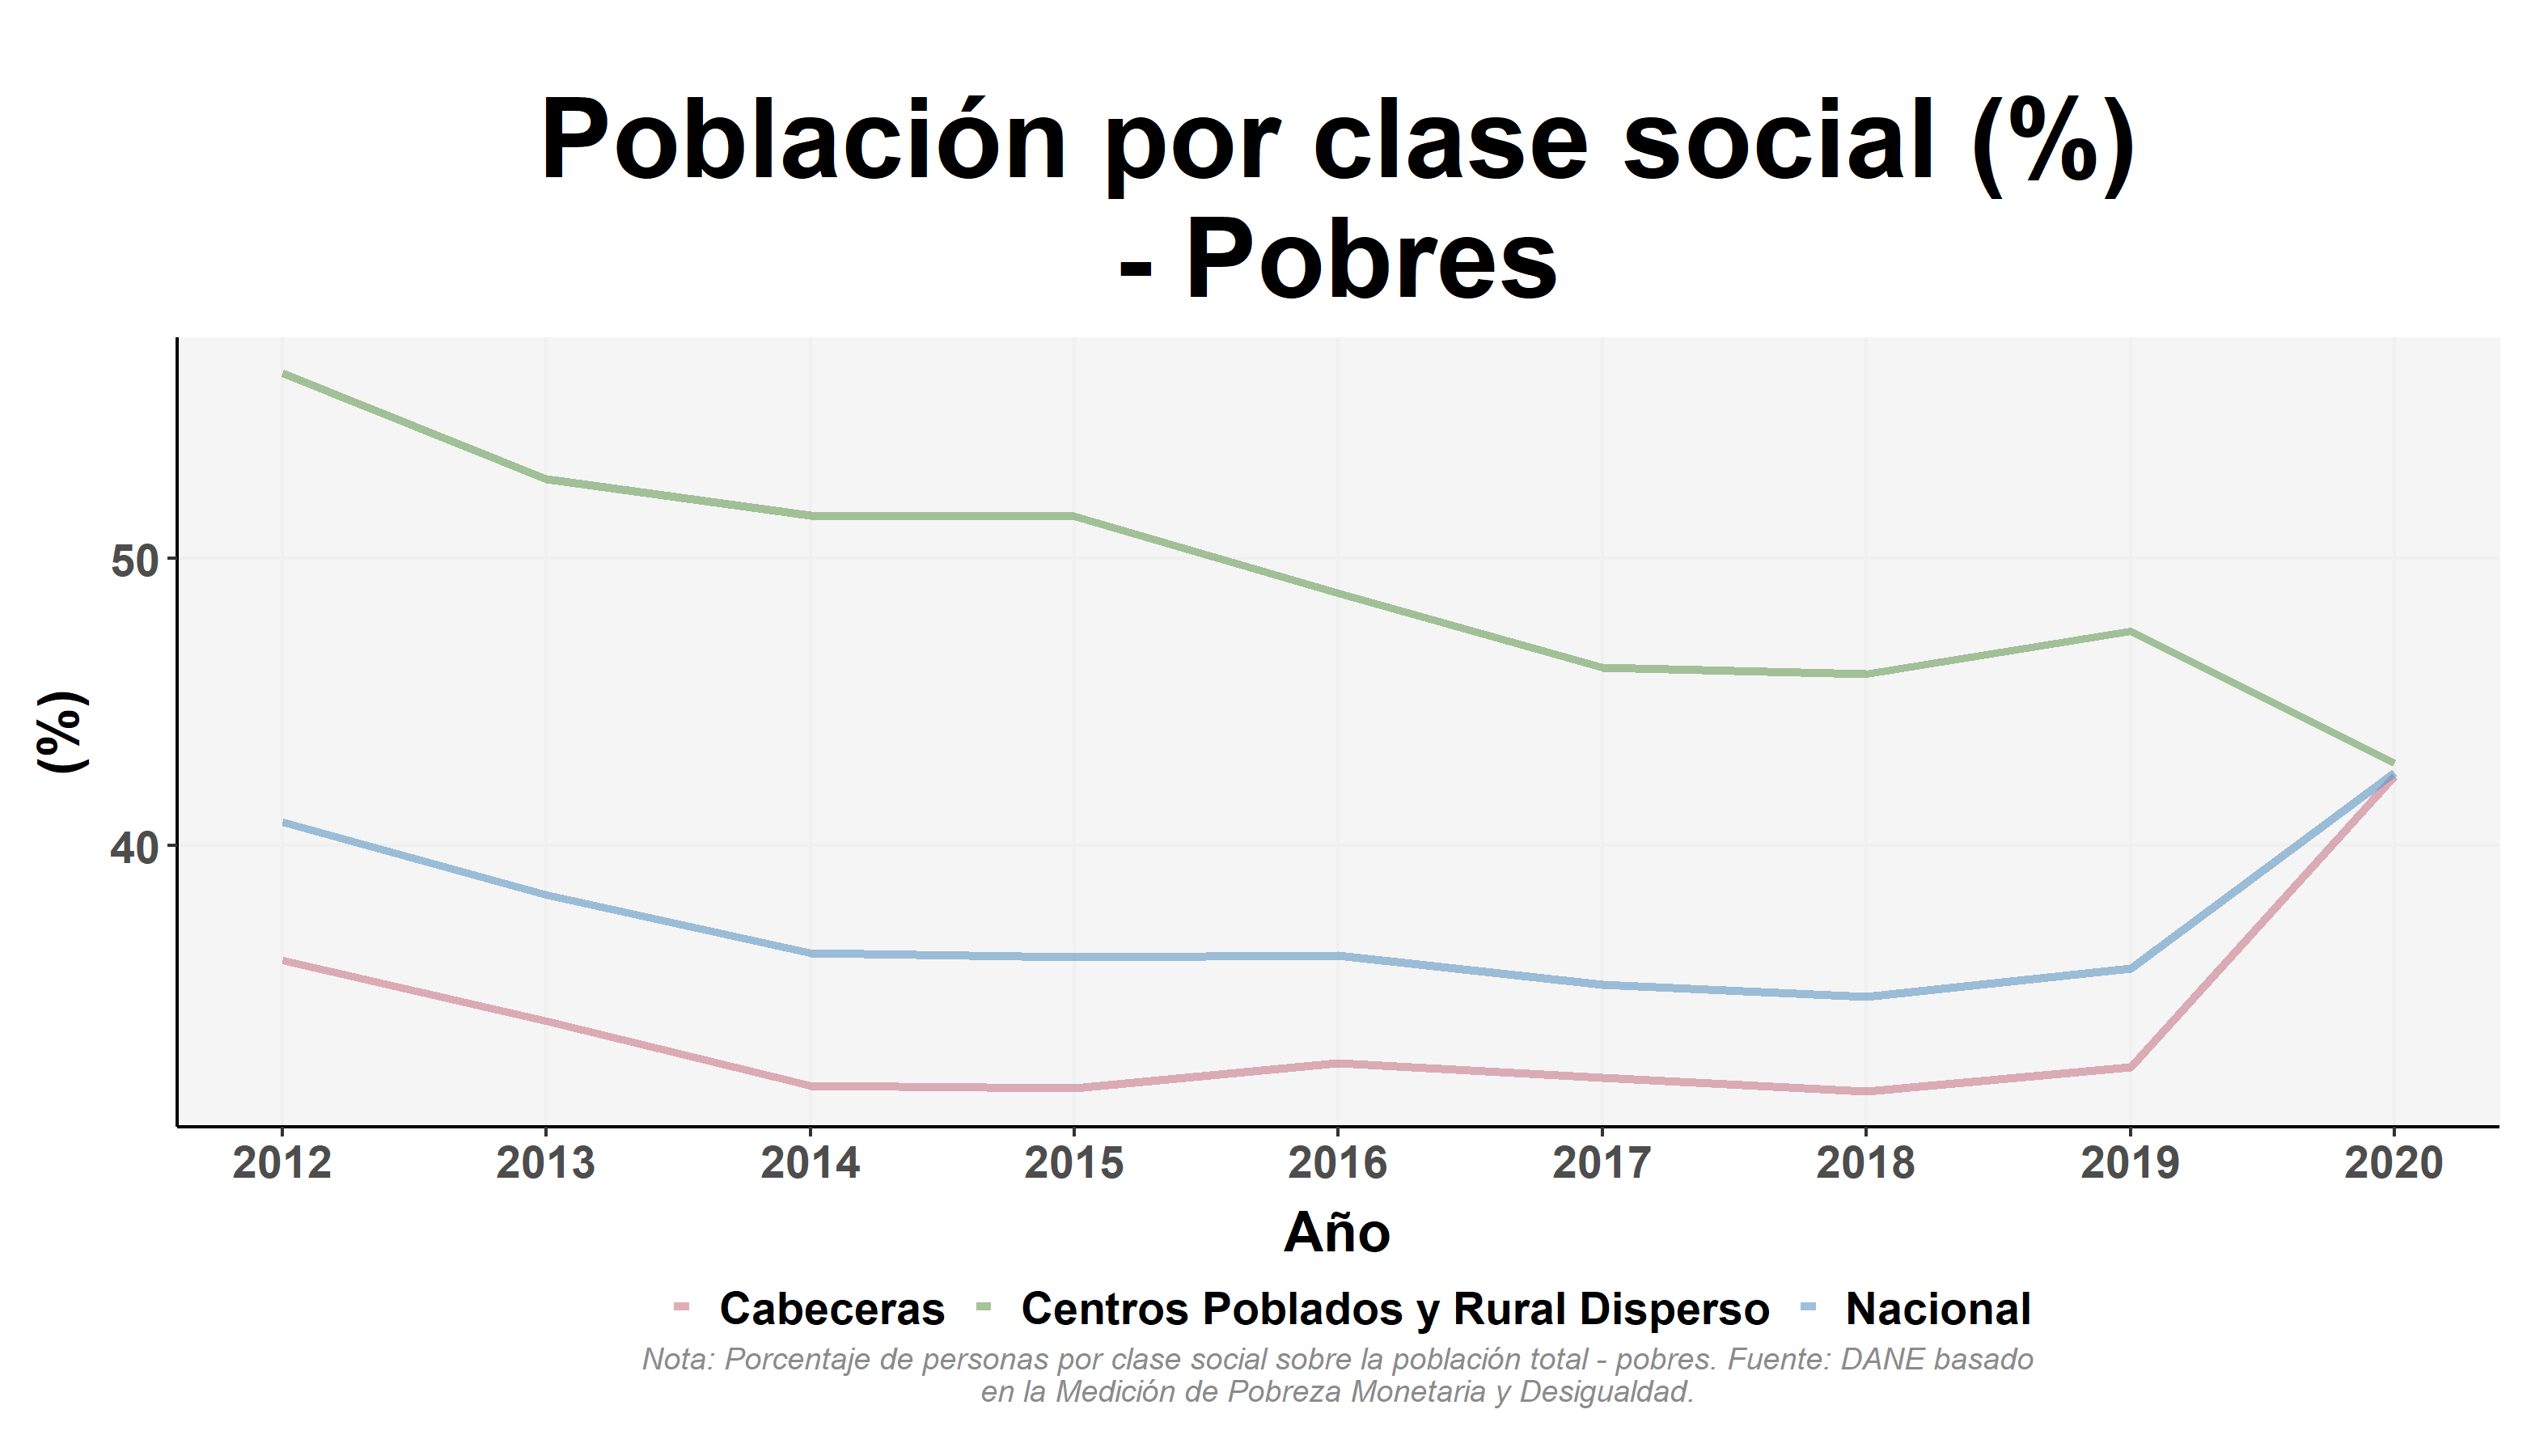 Población por clase social (%)
- Pobres
50
40
(%)
2012 2013 2014 2015 2016 2017 2018 2019 2020
Año
Cabeceras Centros Poblados y Rural Disperso Nacional
Nota: Porcentaje de personas por clase social sobre la población total - pobres. Fuente: DANE basado
en la Medición de Pobreza Monetaria y Desigualdad.